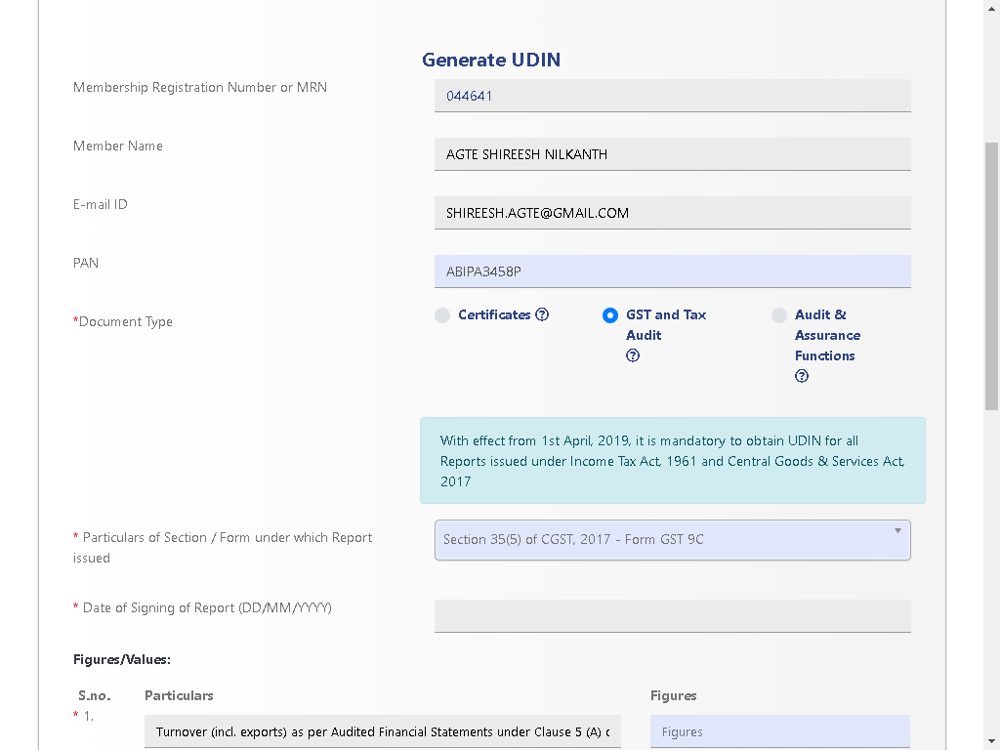 Generate UDIN
Membership Registration Number or MRN
044641
Member Name
AGTE SHIREESH NILKANTH
E-mail ID
SHIREESH.AGTE@GMAIL.COM
PAN
ABIPA3458P
*Document Type
Certificates
GST and Tax
Audit
Audit &
Assurance
Functions
With effect from 1st April, 2019, it is mandatory to obtain UDIN for all
Reports issued under Income Tax Act, 1961 and Central Goods & Services Act,
2017
* Particulars of Section / Form under which Report
issued
Section 35(5) of CGST, 2017 - Form GST 9C
* Date of Signing of Report (DD/MM/YYYY)
Figures/Values:
S.no. Particulars Figures
* 1.
Turnover (incl. exports) as per Audited Financial Statements under Clause 5 (A)
Figures